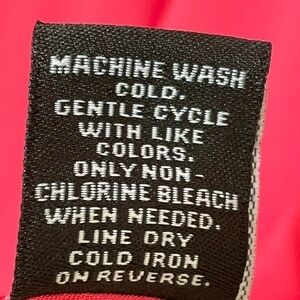 MACHINE WASH
COLD.
GENTLE CYCLE
WITH LIKE
COLORS.
ONLY NON-
CHLORINE BLEACH
WHEN NEEDED.
LINE DRY
COLD IRON
ON REVERSE.